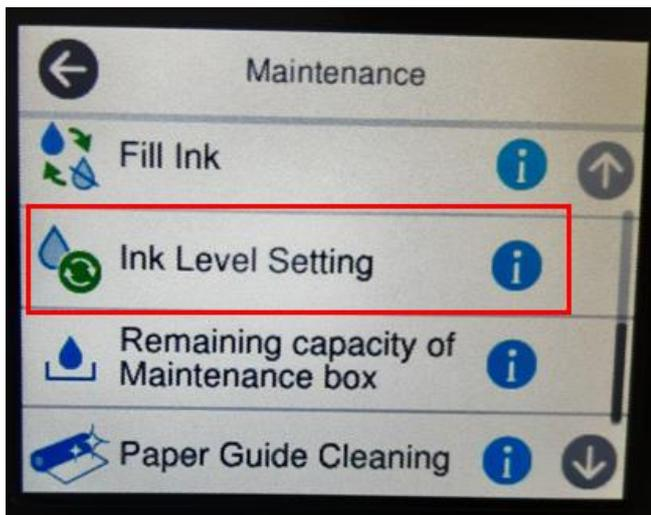 Maintenance
Fill Ink
Ink Level Setting
Remaining capacity of
Maintenance box
Paper Guide Cleaning